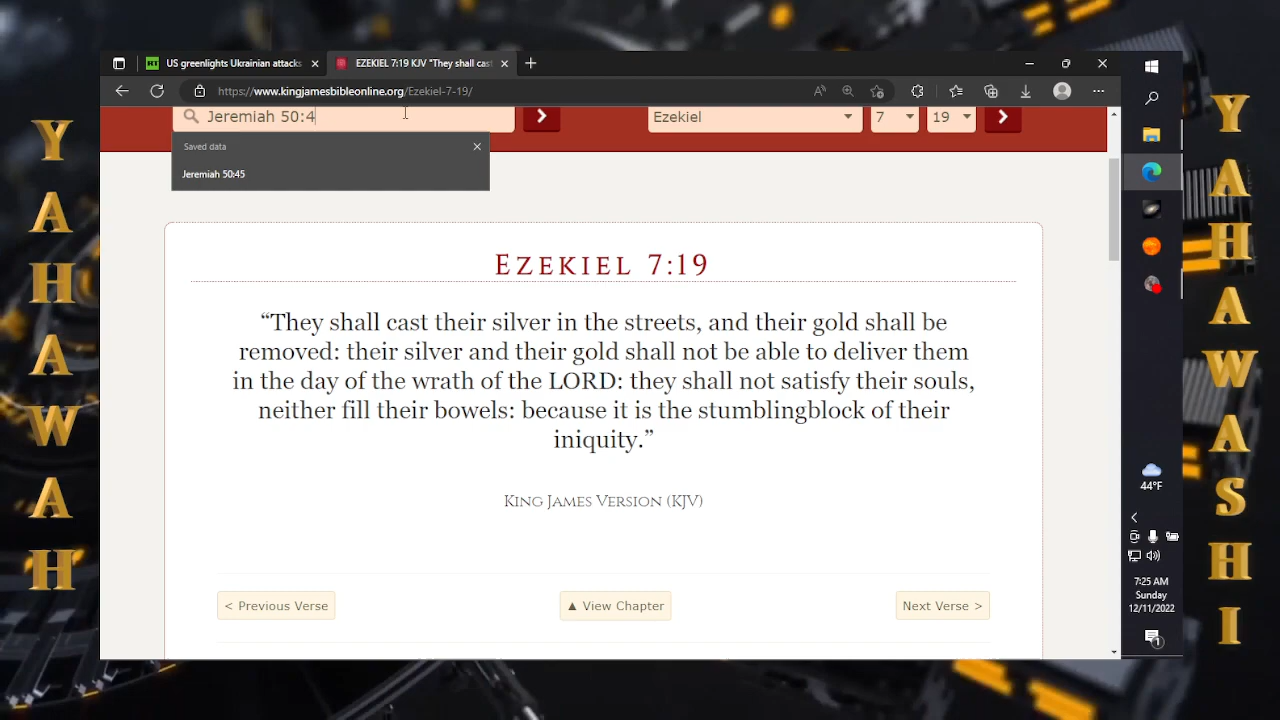 YAHAWAH
YAHAWASHI
US greenlights Ukrainian attacks
EZEKIEL 7:19 KJV "They shall cast
https://www.kingjamesbibleonline.org/Ezekiel-7-19/
Jeremiah 50:4
Ezekiel
7
19
Saved data
Jeremiah 50:45
EZEKIEL 7:19
“They shall cast their silver in the streets, and their gold shall be
removed: their silver and their gold shall not be able to deliver them
in the day of the wrath of the LORD: they shall not satisfy their souls,
neither fill their bowels: because it is the stumblingblock of their
iniquity.”
King James Version (KJV)
< Previous Verse
▲ View Chapter
Next Verse >
44°F
7:25 AM
Sunday
12/11/2022
1
RT